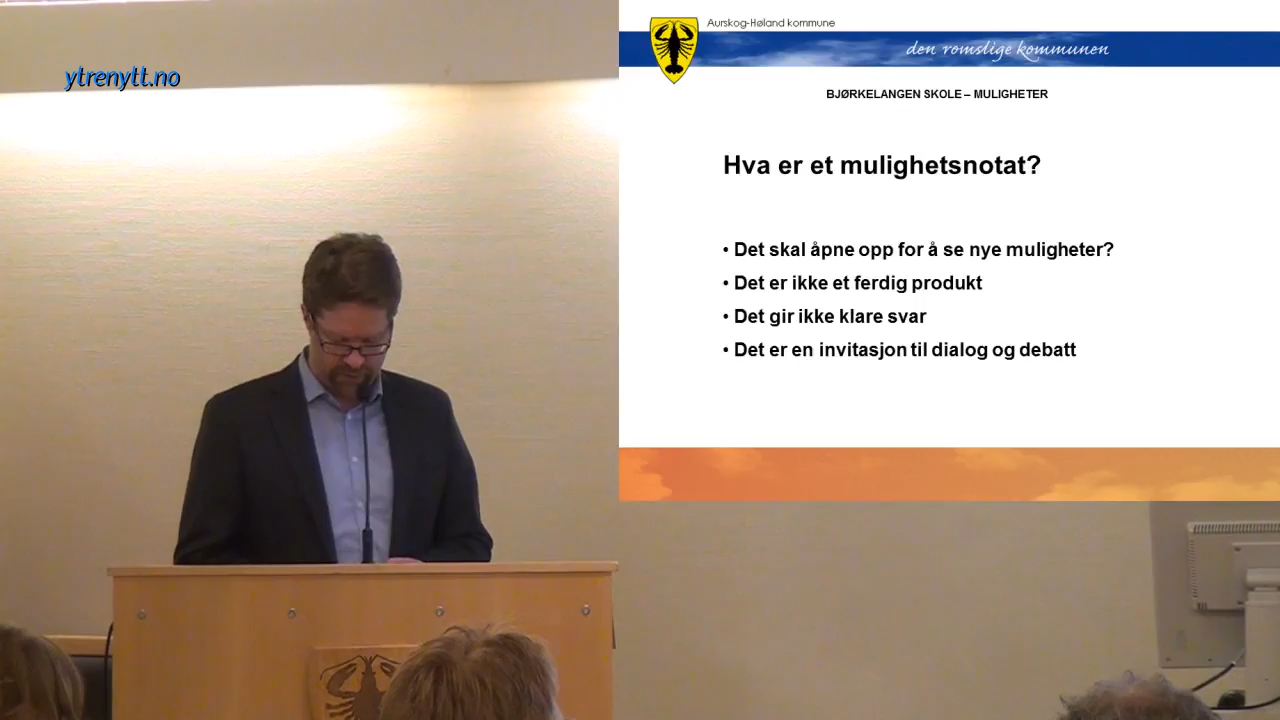 ytrenytt.no
Aurskog-Høland kommune
den romslige kommunen
BJØRKELANGEN SKOLE – MULIGHETER
Hva er et mulighetsnotat?
• Det skal åpne opp for å se nye muligheter?
• Det er ikke et ferdig produkt
• Det gir ikke klare svar
• Det er en invitasjon til dialog og debatt